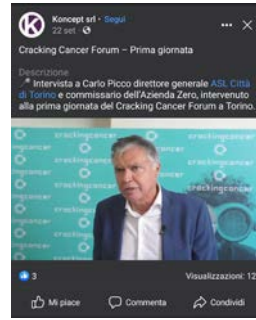 Koncept srl • Segui
22 set •
Cracking Cancer Forum – Prima giornata
Descrizione
Intervista a Carlo Picco direttore generale ASL Città
di Torino e commissario dell'Azienda Zero, intervenuto
alla prima giornata del Cracking Cancer Forum a Torino.
crackingcancer
crackingcancer
3
Visualizzazioni: 12
Mi piace
Commenta
Condividi